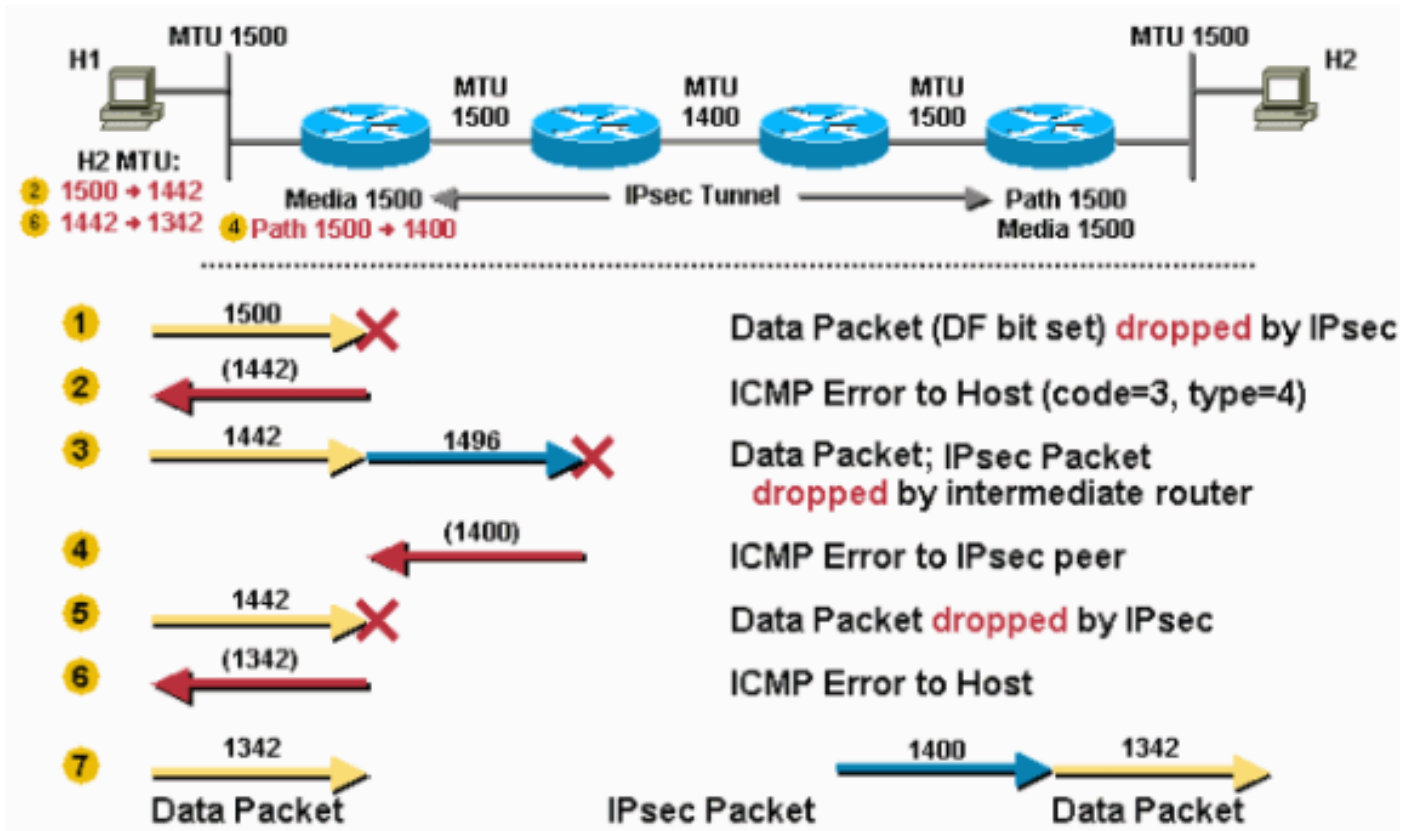 MTU 1500
MTU 1500
H1
H2
MTU
1500
MTU
1400
MTU
1500
H2 MTU:
2 1500 → 1442
6 1442 → 1342
Media 1500
IPsec Tunnel
Path 1500
4 Path 1500 → 1400
Media 1500
1 1500 Data Packet (DF bit set) dropped by IPsec
2 (1442) ICMP Error to Host (code=3, type=4)
3 1442 1496 Data Packet; IPsec Packet
dropped by intermediate router
4 (1400) ICMP Error to IPsec peer
5 1442 Data Packet dropped by IPsec
6 (1342) ICMP Error to Host
7 1342 1400 1342
Data Packet IPsec Packet Data Packet